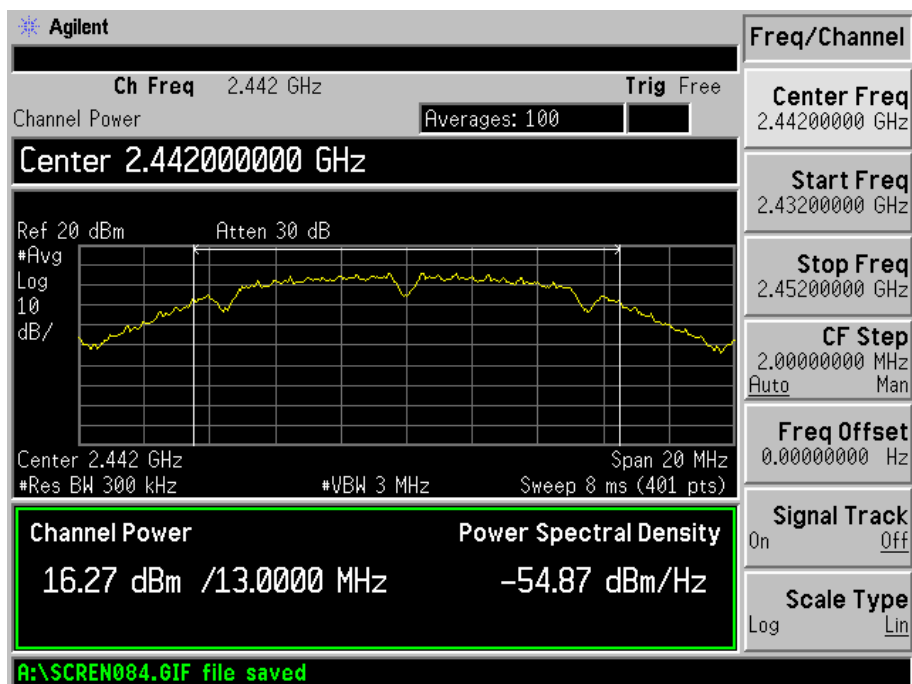 Agilent
Freq/Channel
Ch Freq 2.442 GHz Trig Free
Channel Power Averages: 100
Center 2.442000000 GHz
Ref 20 dBm Atten 30 dB
#Avg
Log
10
dB/
Center 2.442 GHz Span 20 MHz
#Res BW 300 kHz #VBW 3 MHz Sweep 8 ms (401 pts)
Channel Power Power Spectral Density
16.27 dBm /13.0000 MHz -54.87 dBm/Hz
A:\SCREN084.GIF file saved
Center Freq
2.44200000 GHz
Start Freq
2.43200000 GHz
Stop Freq
2.45200000 GHz
CF Step
2.00000000 MHz
Auto Man
Freq Offset
0.00000000 Hz
Signal Track
On Off
Scale Type
Log Lin